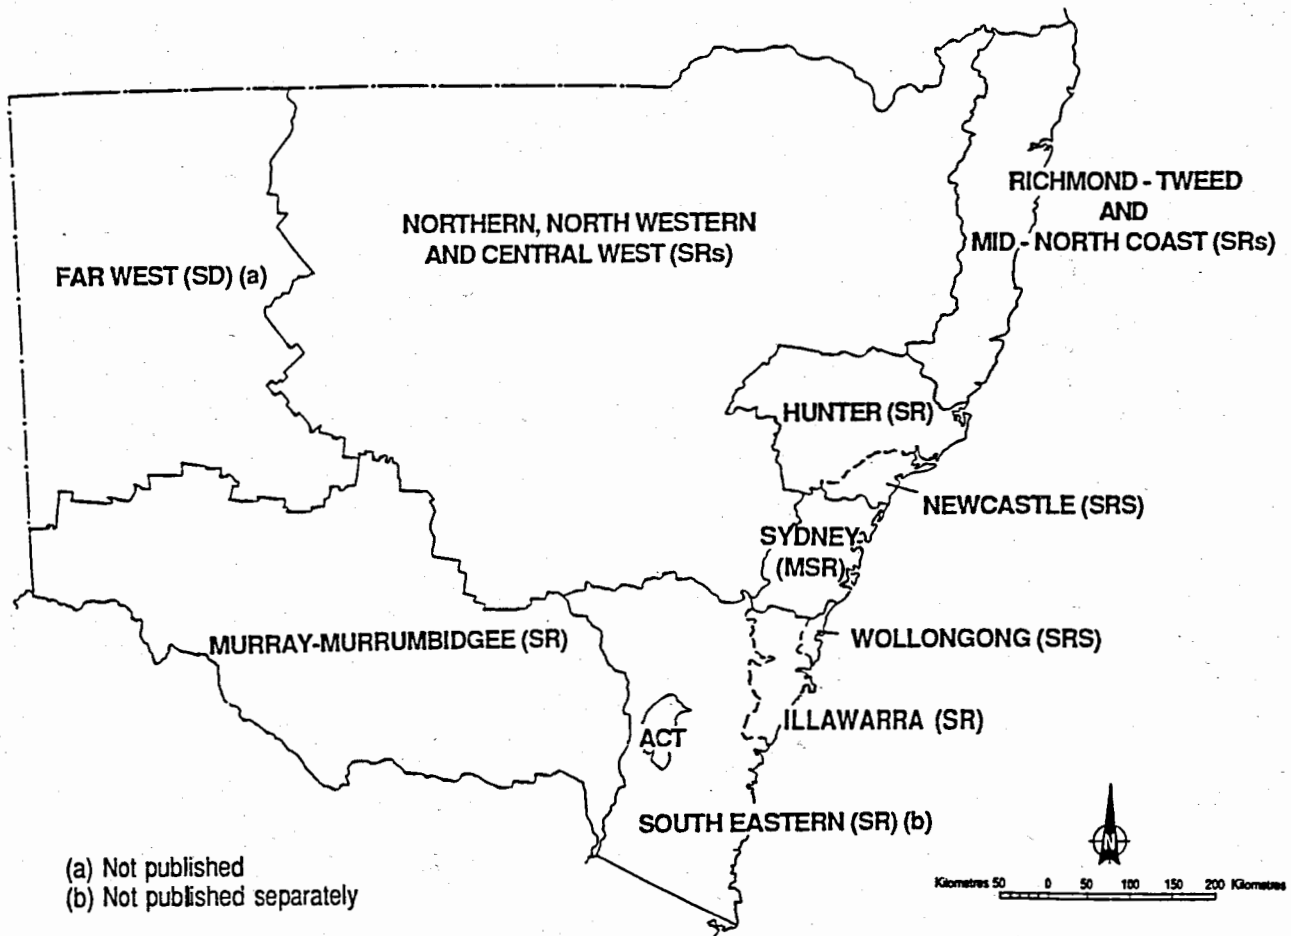 RICHMOND - TWEED
AND
MID - NORTH COAST (SRs)
NORTHERN, NORTH WESTERN
AND CENTRAL WEST (SRs)
FAR WEST (SD) (a)
HUNTER (SR)
NEWCASTLE (SRS)
SYDNEY
(MSR)
MURRAY-MURRUMBIDGEE (SR)
WOLLONGONG (SRS)
ILLAWARRA (SR)
ACT
SOUTH EASTERN (SR) (b)
(a) Not published
(b) Not published separately
N
Kilometres 50 0 50 100 150 200 Kilometres